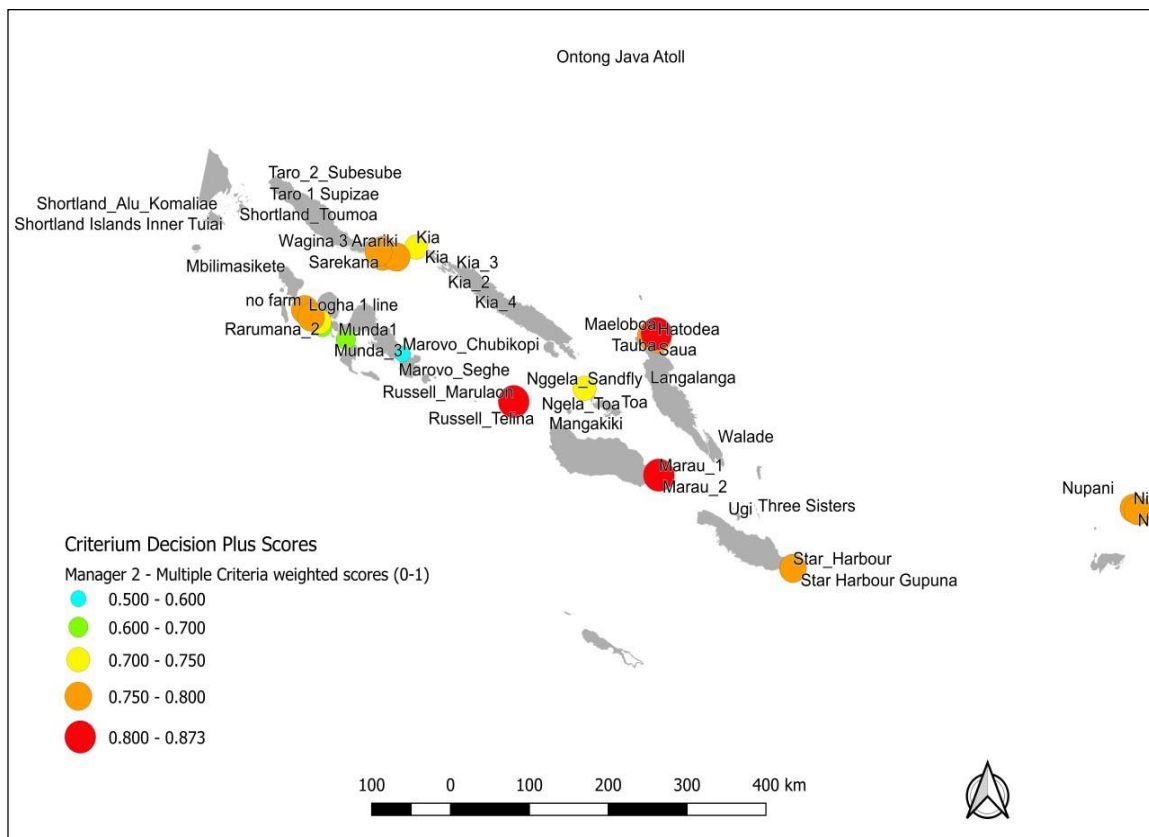 Ontong Java Atoll
Taro_2_Subesube
Taro 1 Supizae
Shortland_Alu_Komaliae
Shortland_Toumoa
Shortland Islands Inner Tuiai
Wagina 3 Arariki
Kia
Sarekana
Kia
Kia_3
Mbilimasikete
Kia_2
no farm
Logha 1 line
Kia_4
Maeloboa
Hatodea
Rarumana_2
Munda1
Tauba
Saua
Munda_3
Marovo_Chubikopi
Marovo_Seghe
Nggela_Sandfly
Langalanga
Russell_Marulaon
Ngela_Toa
Toa
Russell_Telina
Mangakiki
Walade
Marau_1
Marau_2
Nupani
Ni
Ugi
Three Sisters
N
Star_Harbour
Star Harbour Gupuna
Criterium Decision Plus Scores
Manager 2 - Multiple Criteria weighted scores (0-1)
0.500 - 0.600
0.600 - 0.700
0.700 - 0.750
0.750 - 0.800
0.800 - 0.873
100 0 100 200 300 400 km